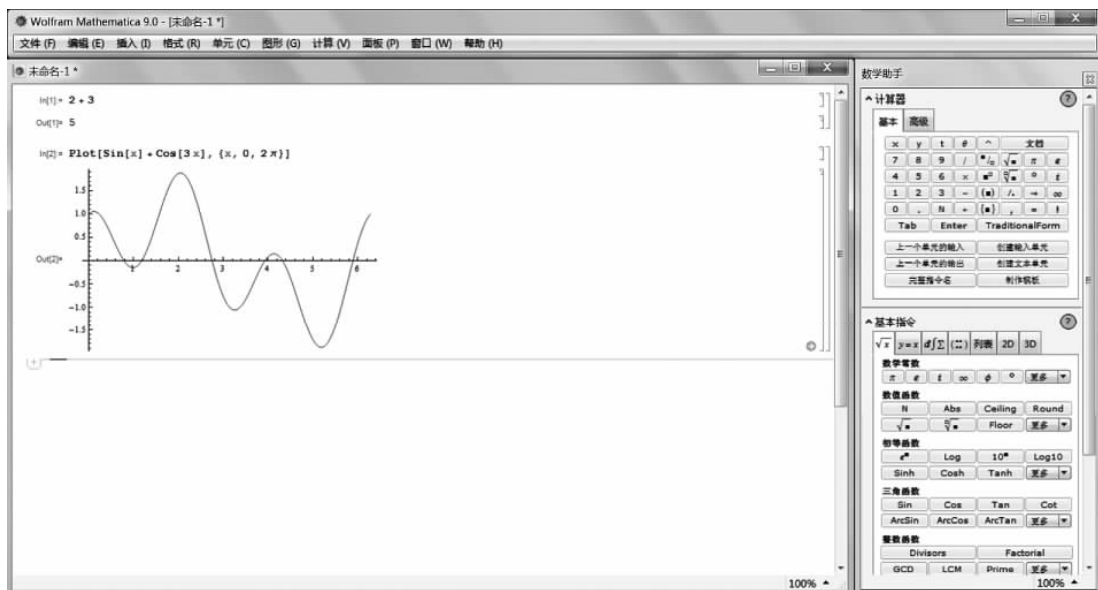 Wolfram Mathematica 9.0 - [未命名-1 *]
文件 (F) 编辑 (E) 插入 (I) 格式 (R) 单元 (C) 图形 (G) 计算 (V) 面板 (P) 窗口 (W) 帮助 (H)
未命名-1 *
In[1]:= 2 + 3
Out[1]= 5
In[2]:= Plot[Sin[x] + Cos[3 x], {x, 0, 2 π}]
1.5
1.0
0.5
Out[2]=
1 2 3 4 5 6
-0.5
-1.0
-1.5
100%
数学助手
计算器
基本 高级
x y t θ ^ 文档
7 8 9 / π
4 5 6 × °
1 2 3 - (▪) /. → ∞
0 . N + {▪} , = !
Tab Enter TraditionalForm
上一个单元的输入 创建输入单元
上一个单元的输出 创建文本单元
完整指令名 制作模板
基本指令
√x y=x d∫Σ 列表 2D 3D
数学常数
π e i ∞ ϕ ° 更多
数值函数
N Abs Ceiling Round
√▪ Floor 更多
初等函数
e▪ Log 10▪ Log10
Sinh Cosh Tanh 更多
三角函数
Sin Cos Tan Cot
ArcSin ArcCos ArcTan 更多
整数函数
Divisors Factorial
GCD LCM Prime 更多
100%